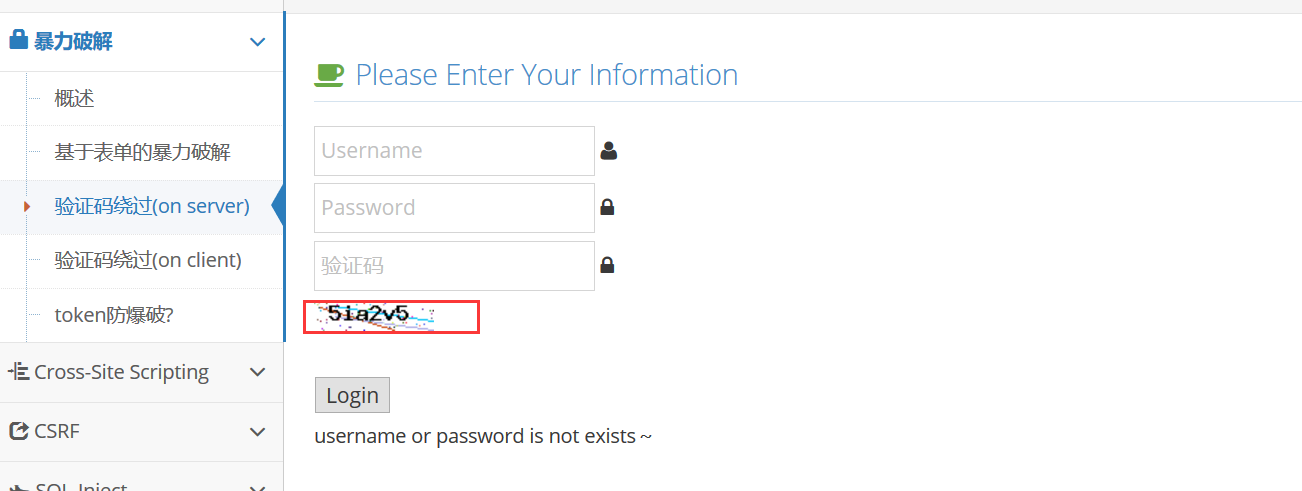 暴力破解
概述
基于表单的暴力破解
验证码绕过(on server)
验证码绕过(on client)
token防爆破?
Cross-Site Scripting
CSRF
SQL-Inject
Please Enter Your Information
Username
Password
验证码
5ia2v5
Login
username or password is not exists ~